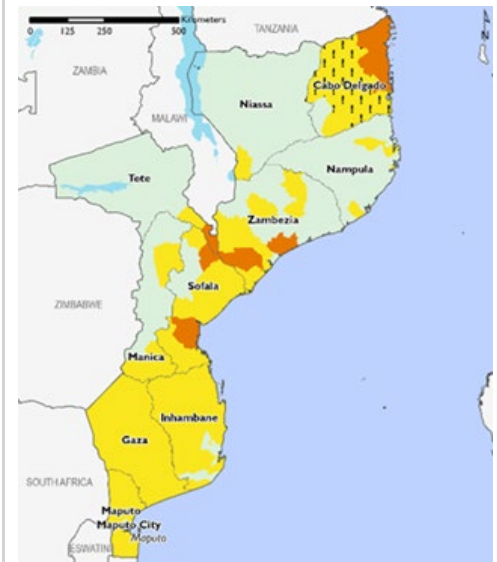 Kilometers
0 125 250 500
TANZANIA
N
ZAMBIA
Cabo Delgado
Niassa
MALAWI
Nampula
Tete
Zambezia
Sofala
ZIMBABWE
Manica
Inhambane
Gaza
SOUTH AFRICA
Maputo
Maputo City
Maputo
ESWATINI